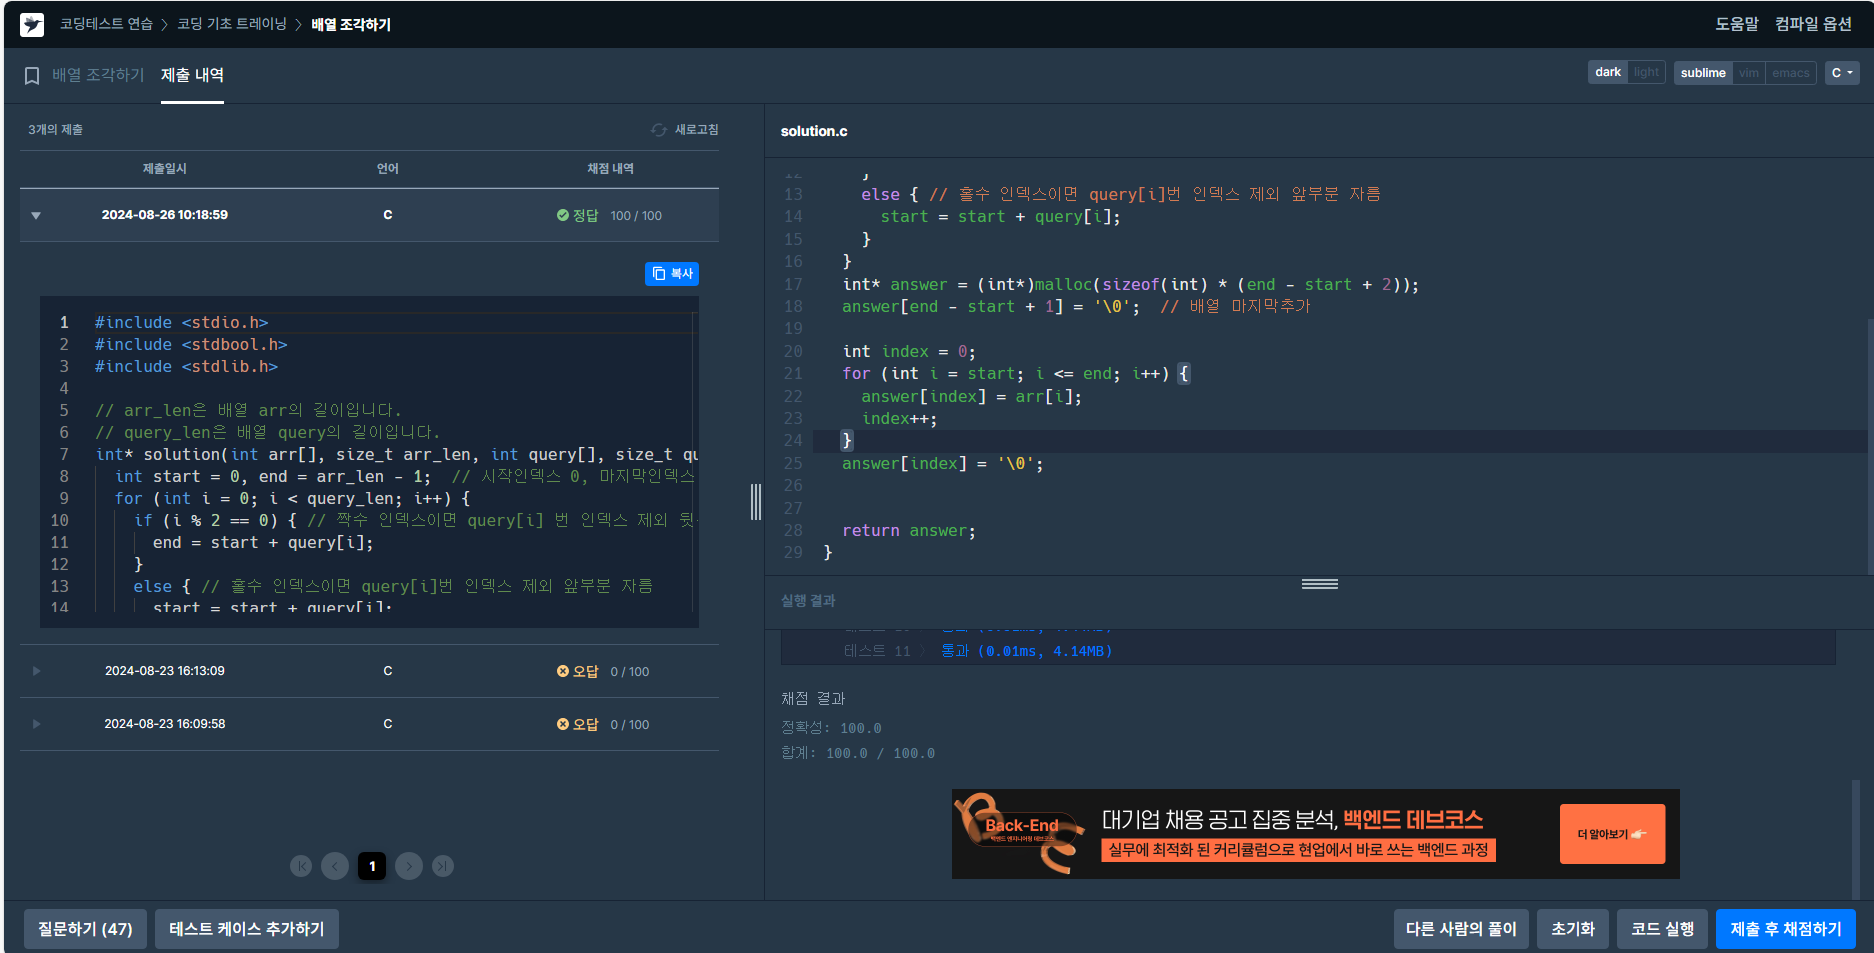 코딩테스트 연습 > 코딩 기초 트레이닝 > 배열 조각하기
도움말 컴파일 옵션
배열 조각하기 제출 내역
dark light sublime vim emacs C
3개의 제출 새로고침
제출일시 언어 채점 내역
2024-08-26 10:18:59 C 정답 100 / 100
복사
1 #include <stdio.h>
2 #include <stdbool.h>
3 #include <stdlib.h>
4
5 // arr_len은 배열 arr의 길이입니다.
6 // query_len은 배열 query의 길이입니다.
7 int* solution(int arr[], size_t arr_len, int query[], size_t qu
8 int start = 0, end = arr_len - 1; // 시작인덱스 0, 마지막인덱스
9 for (int i = 0; i < query_len; i++) {
10 if (i % 2 == 0) { // 짝수 인덱스이면 query[i] 번 인덱스 제외 뒷
11 end = start + query[i];
12 }
13 else { // 홀수 인덱스이면 query[i]번 인덱스 제외 앞부분 자름
14 start = start + query[i];
2024-08-23 16:13:09 C 오답 0 / 100
2024-08-23 16:09:58 C 오답 0 / 100
1
solution.c
12 }
13 else { // 홀수 인덱스이면 query[i]번 인덱스 제외 앞부분 자름
14 start = start + query[i];
15 }
16 }
17 int* answer = (int*)malloc(sizeof(int) * (end - start + 2));
18 answer[end - start + 1] = '\0'; // 배열 마지막추가
19
20 int index = 0;
21 for (int i = start; i <= end; i++) {
22 answer[index] = arr[i];
23 index++;
24 }
25 answer[index] = '\0';
26
27
28 return answer;
29 }
실행 결과
테스트 11 > 통과 (0.01ms, 4.14MB)
채점 결과
정확성: 100.0
합계: 100.0 / 100.0
Back-End
백엔드 엔지니어링 데브코스
대기업 채용 공고 집중 분석, 백엔드 데브코스
실무에 최적화 된 커리큘럼으로 현업에서 바로 쓰는 백엔드 과정
더 알아보기
질문하기 (47) 테스트 케이스 추가하기
다른 사람의 풀이 초기화 코드 실행 제출 후 채점하기